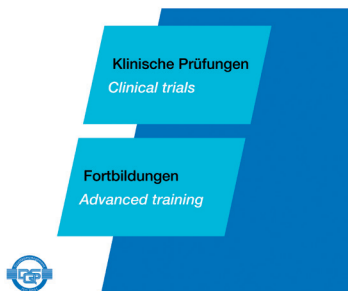 Klinische Prüfungen
Clinical trials
Fortbildungen
Advanced training